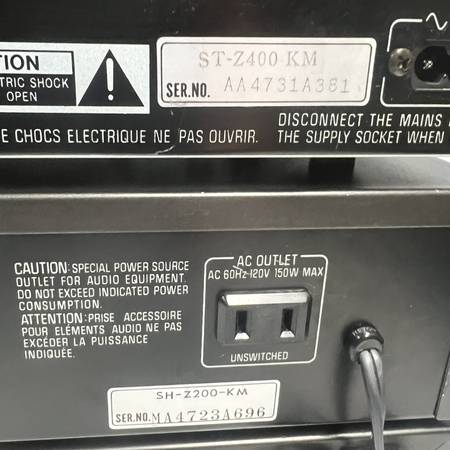 TION
TRIC SHOCK
OPEN
ST-Z400 KM
SER.NO. AA4731A381
DISCONNECT THE MAINS
E CHOCS ELECTRIQUE NE PAS OUVRIR. THE SUPPLY SOCKET WHEN
CAUTION: SPECIAL POWER SOURCE
OUTLET FOR AUDIO EQUIPMENT.
DO NOT EXCEED INDICATED POWER
CONSUMPTION.
ATTENTION: PRISE ACCESSOIRE
POUR ELÉMENTS AUDIO NE PAS
EXCÉDER LA PUISSANCE
INDIQUÉE.
AC OUTLET
AC 60Hz 120V 150W MAX
UNSWITCHED
SH-Z200-KM
SER.NO. MA4723A696